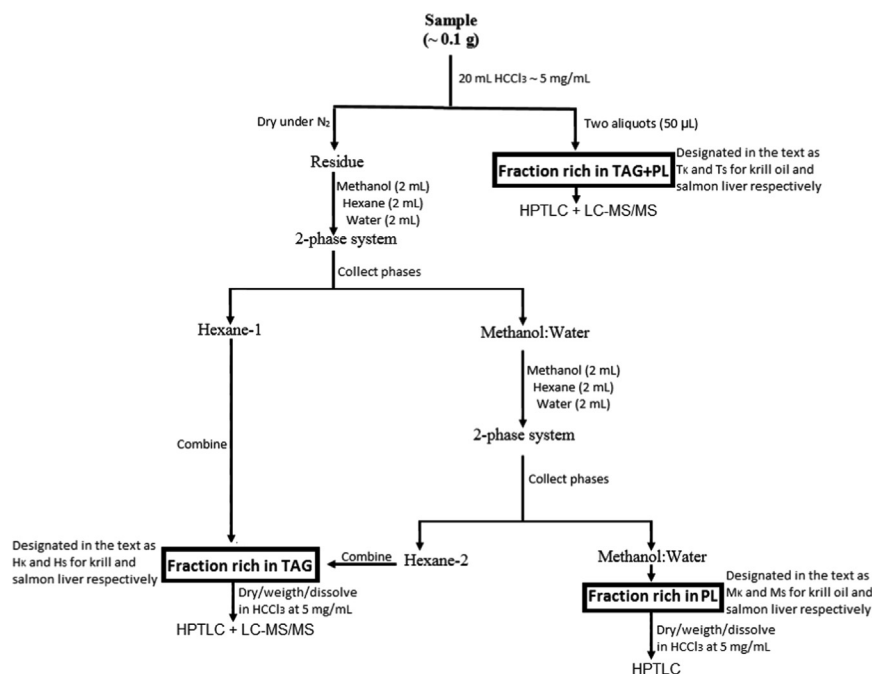 Sample
(~ 0.1 g)
20 mL HCCl₃ ~ 5 mg/mL
Dry under N₂
Two aliquots (50 µL)
Residue
Fraction rich in TAG+PL
Designated in the text as
Tᴋ and Ts for krill oil and
salmon liver respectively
Methanol (2 mL)
Hexane (2 mL)
Water (2 mL)
HPTLC + LC-MS/MS
2-phase system
Collect phases
Hexane-1
Methanol:Water
Methanol (2 mL)
Hexane (2 mL)
Water (2 mL)
2-phase system
Combine
Collect phases
Designated in the text as
Hᴋ and Hs for krill and
salmon liver respectively
Fraction rich in TAG
Combine
Hexane-2
Methanol:Water
Fraction rich in PL
Designated in the text as
Mᴋ and Ms for krill oil and
salmon liver respectively
Dry/weigth/dissolve
in HCCl₃ at 5 mg/mL
HPTLC + LC-MS/MS
Dry/weigth/dissolve
in HCCl₃ at 5 mg/mL
HPTLC